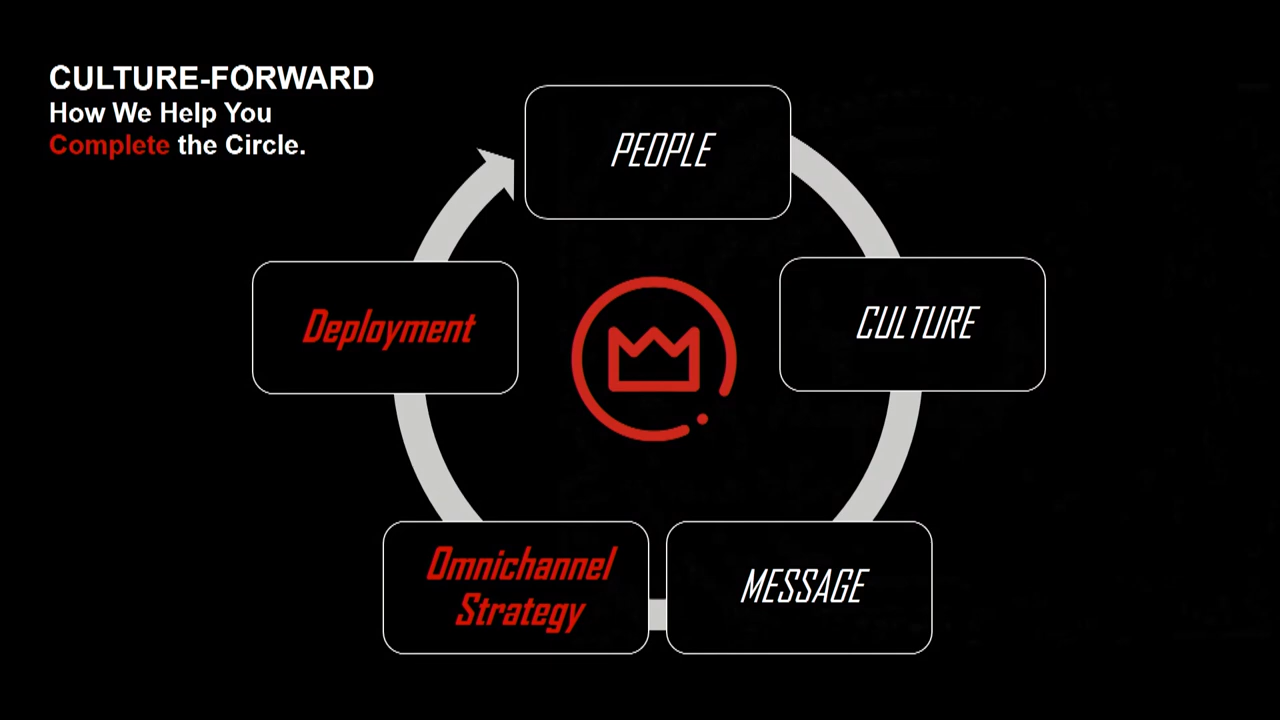 CULTURE-FORWARD
How We Help You
Complete the Circle.
PEOPLE
CULTURE
MESSAGE
Omnichannel
Strategy
Deployment